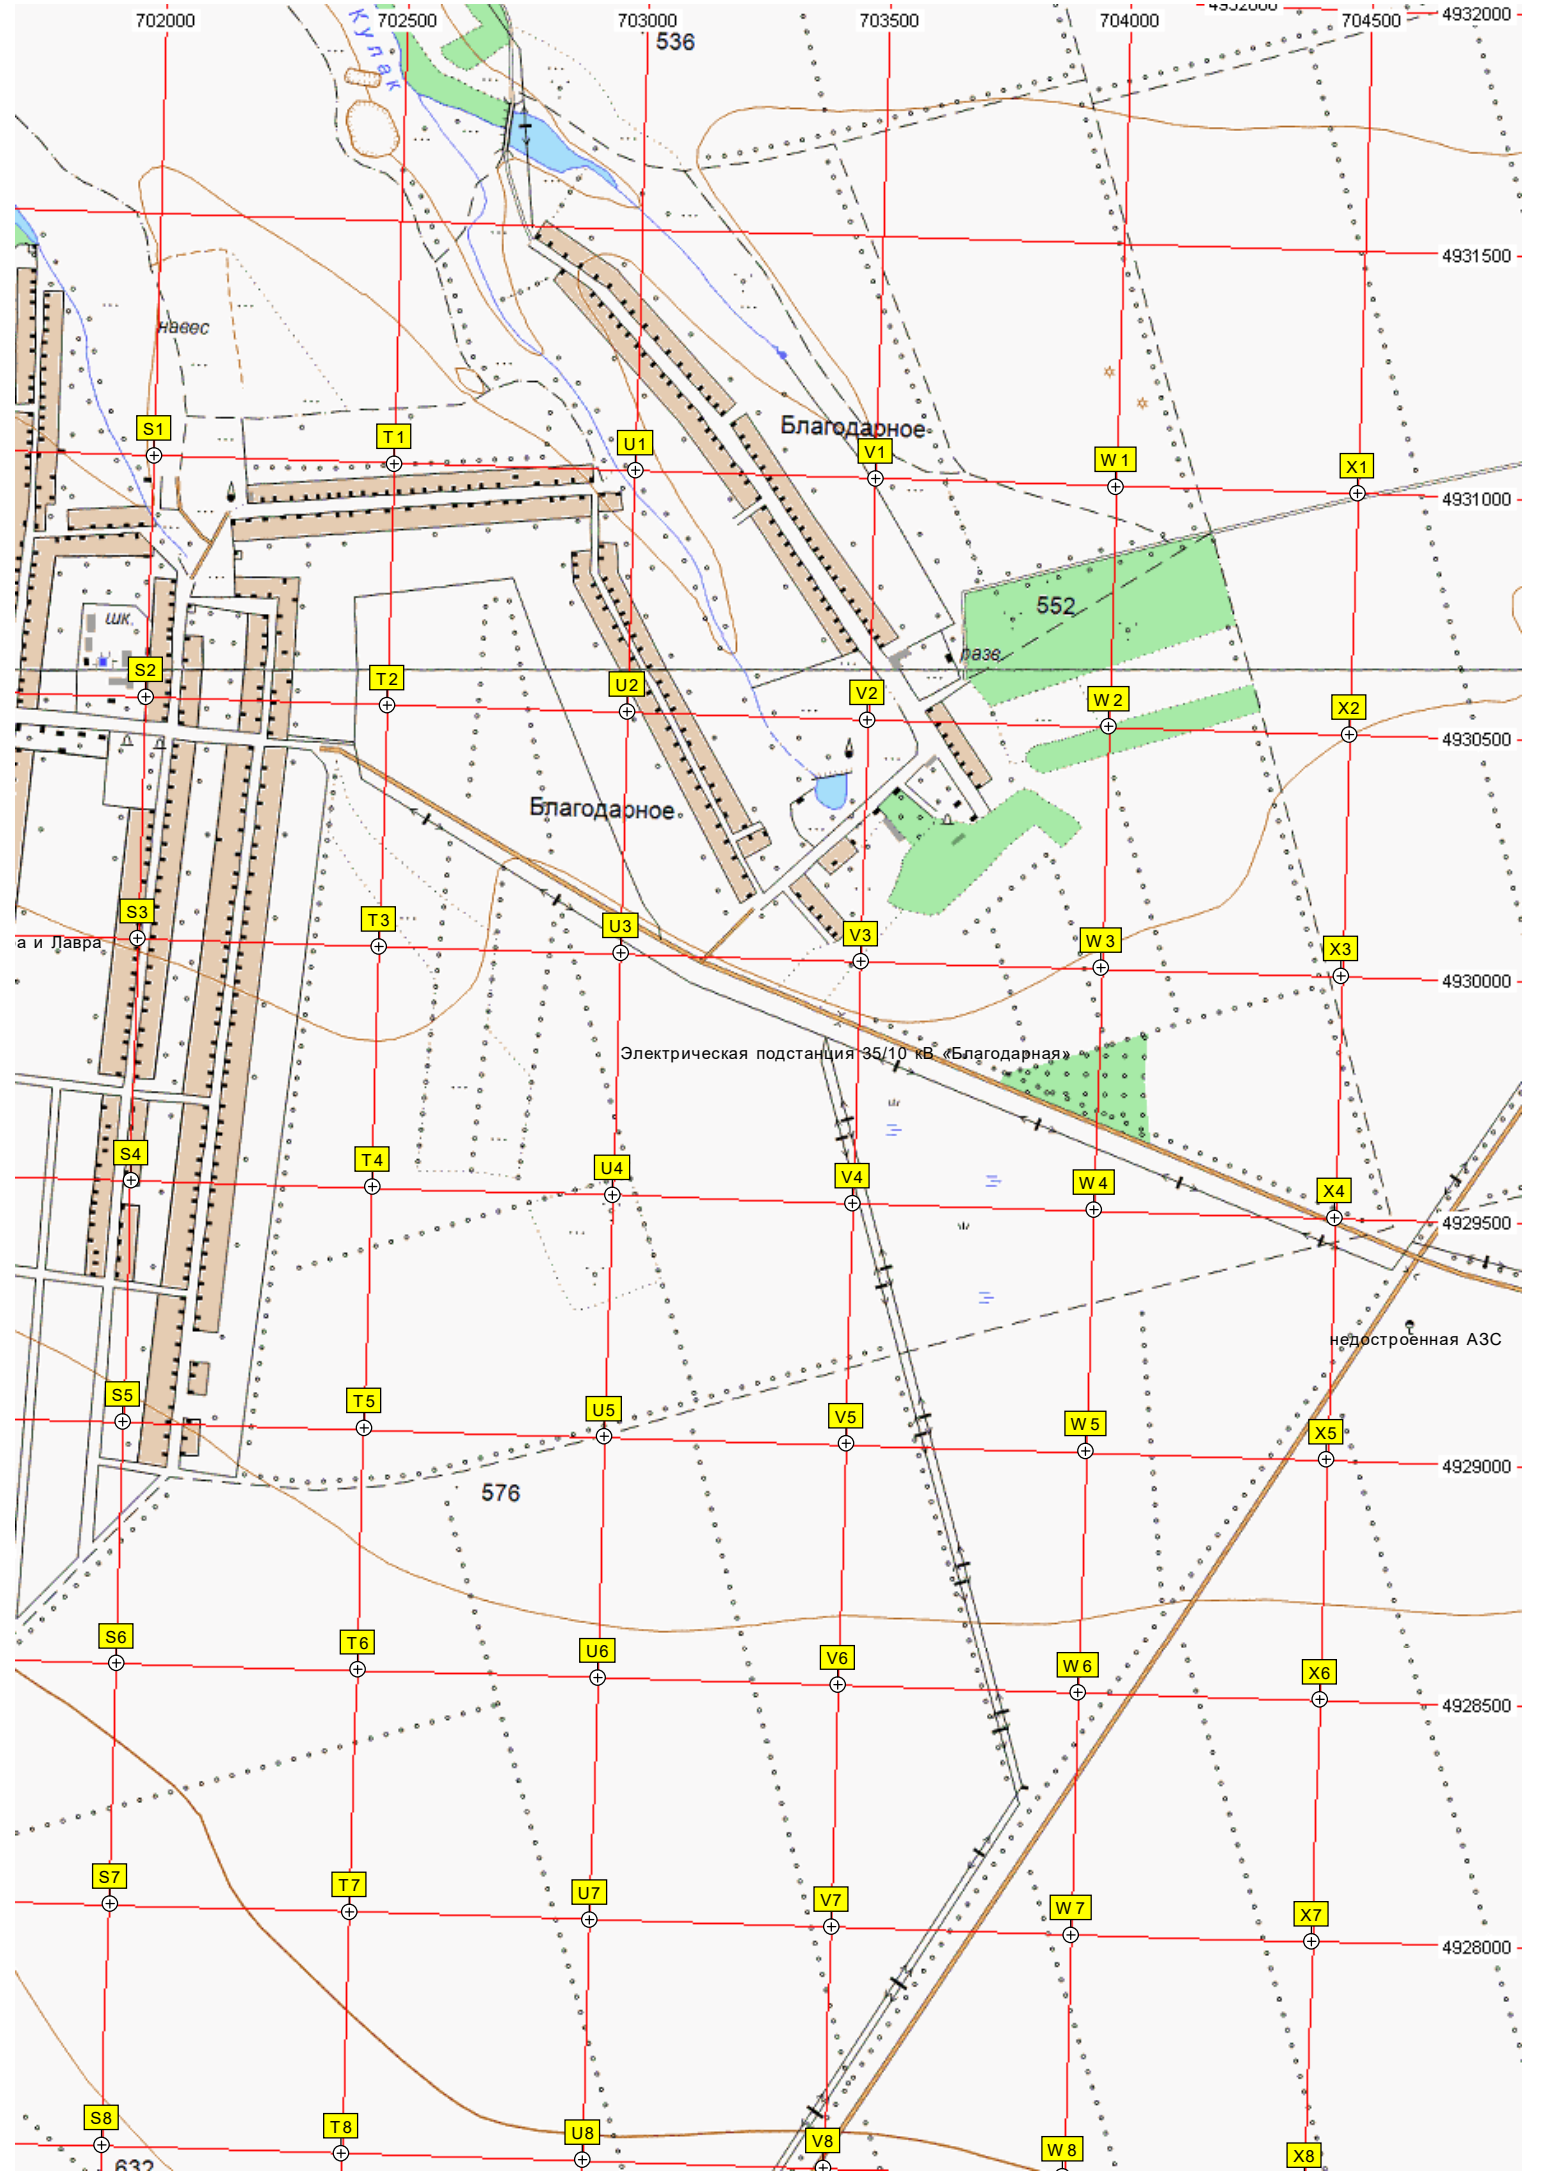 702000 702500 703000 703500 704000 704500
4932000
Кулак
536
4931500
навес
Благодарное
S1 T1 U1 V1 W1 X1
4931000
шк.
552
разв.
S2 T2 U2 V2 W2 X2
4930500
Благодарное
S3 T3 U3 V3 W3 X3
а и Лавра
4930000
Электрическая подстанция 35/10 кВ «Благодарная»
S4 T4 U4 V4 W4 X4
4929500
недостроенная АЗС
S5 T5 U5 V5 W5 X5
4929000
576
S6 T6 U6 V6 W6 X6
4928500
S7 T7 U7 V7 W7 X7
4928000
S8 T8 U8 V8 W8 X8
632